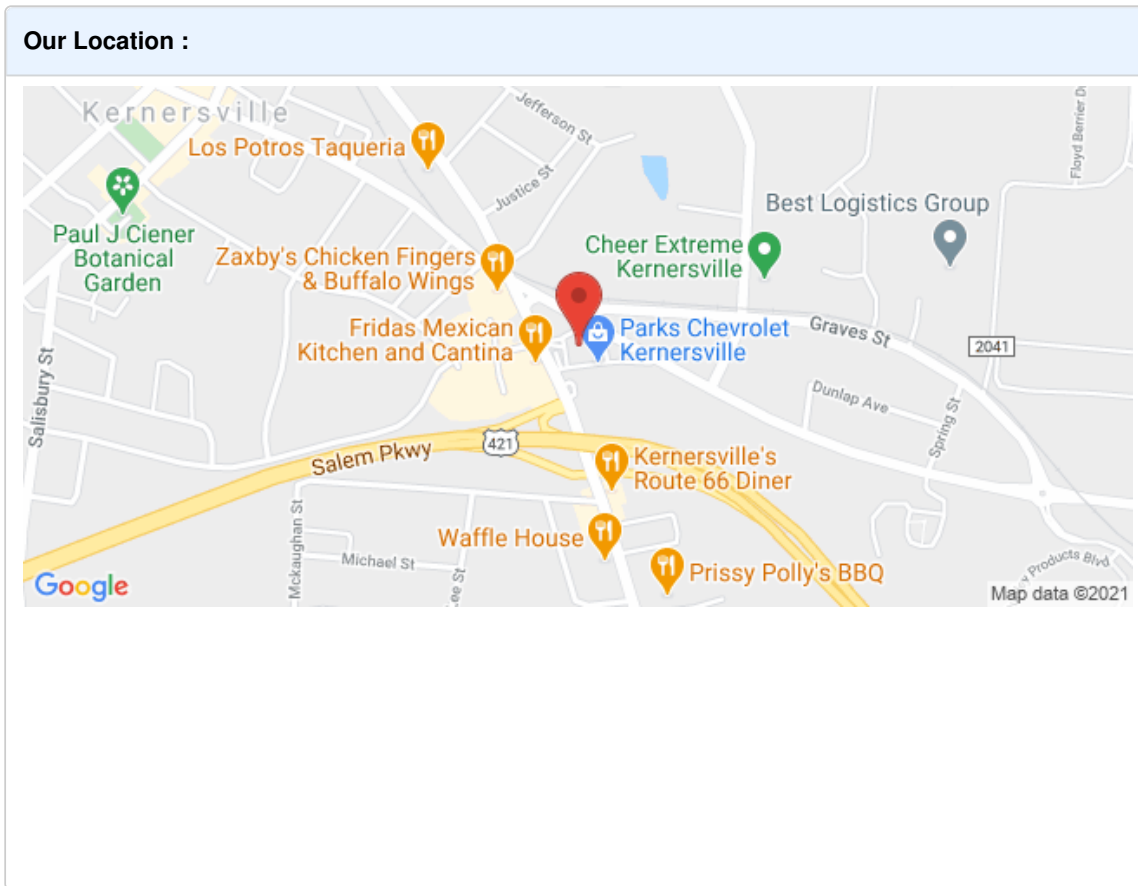 Our Location :
Kernersville
Jefferson St
Floyd Berrier D
Los Potros Taqueria
Justice St
Paul J Ciener
Botanical
Garden
Best Logistics Group
Zaxby's Chicken Fingers
& Buffalo Wings
Cheer Extreme
Kernersville
Fridas Mexican
Kitchen and Cantina
Parks Chevrolet
Kernersville
Graves St
2041
Salisbury St
Dunlap Ave
Spring St
421
Salem Pkwy
Kernersville's
Route 66 Diner
Mckaughan St
Waffle House
Michael St
Lee St
Prissy Polly's BBQ
y Products Blvd
Google
Map data ©2021